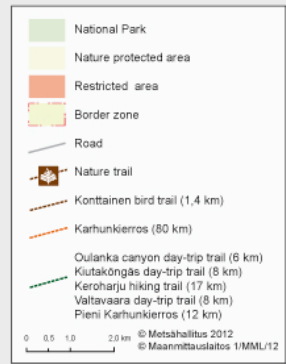 National Park
Nature protected area
Restricted area
Border zone
Road
Nature trail
Konttainen bird trail (1,4 km)
Karhunkierros (80 km)
Oulanka canyon day-trip trail (6 km)
Kiutaköngäs day-trip trail (8 km)
Keroharju hiking trail (17 km)
Valtavaara day-trip trail (8 km)
Pieni Karhunkierros (12 km)
0 0,5 1,0 2,0 km
© Metsähallitus 2012
© Maanmittauslaitos 1/MML/12